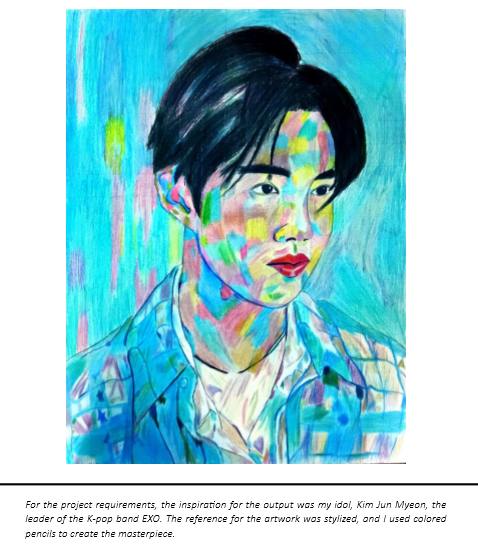 For the project requirements, the inspiration for the output was my idol, Kim Jun Myeon, the
leader of the K-pop band EXO. The reference for the artwork was stylized, and I used colored
pencils to create the masterpiece.